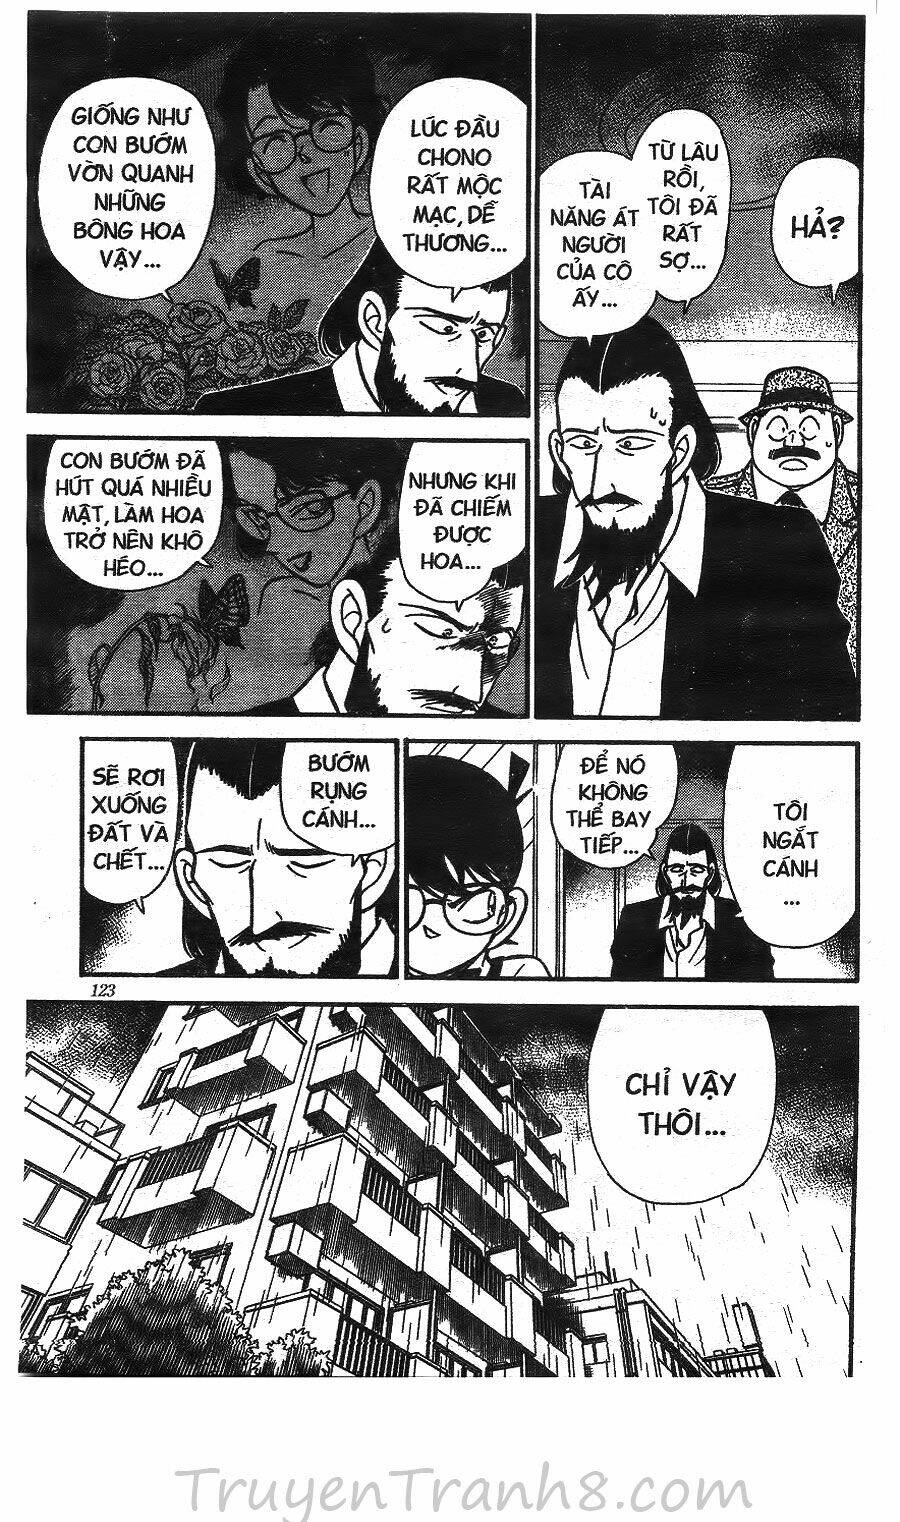 HẢ?
TỪ LÂU
RỒI,
TÔI ĐÃ
RẤT
SỢ...
TÀI
NĂNG ÁT
NGƯỜI
CỦA CÔ
ẤY...
LÚC ĐẦU
CHONO
RẤT MỘC
MẠC, DỄ
THƯƠNG...
GIỐNG NHƯ
CON BƯỚM
VỜN QUANH
NHỮNG
BÔNG HOA
VẬY...
NHƯNG KHI
ĐÃ CHIẾM
ĐƯỢC
HOA...
CON BƯỚM ĐÃ
HÚT QUÁ NHIỀU
MẬT, LÀM HOA
TRỞ NÊN KHÔ
HÉO...
TÔI
NGẮT
CÁNH
...
ĐỂ NÓ
KHÔNG
THỂ BAY
TIẾP...
BƯỚM
RỤNG
CÁNH...
SẼ RƠI
XUỐNG
ĐẤT VÀ
CHẾT...
123
CHỈ VẬY
THÔI...
TruyenTranh8.com